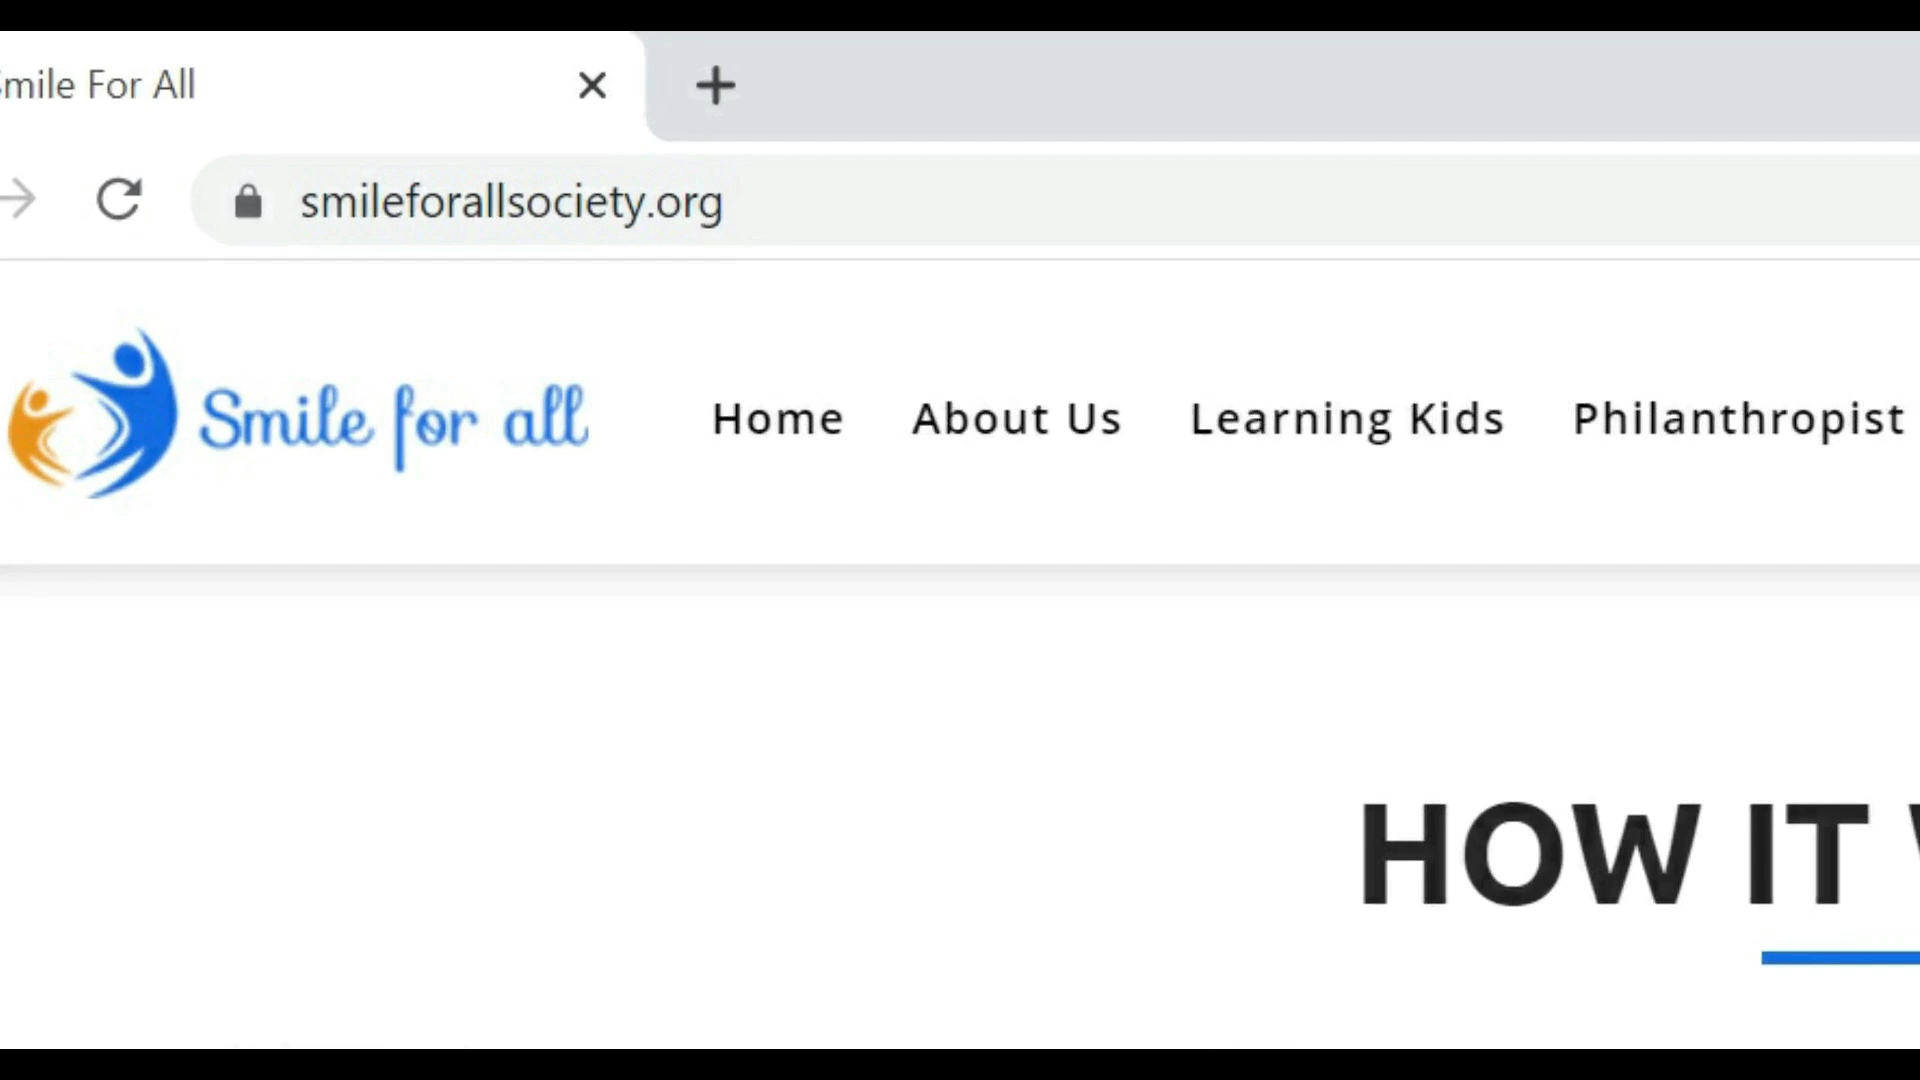 mile For All
smileforallsociety.org
Smile for all
Home About Us Learning Kids Philanthropist
HOW IT